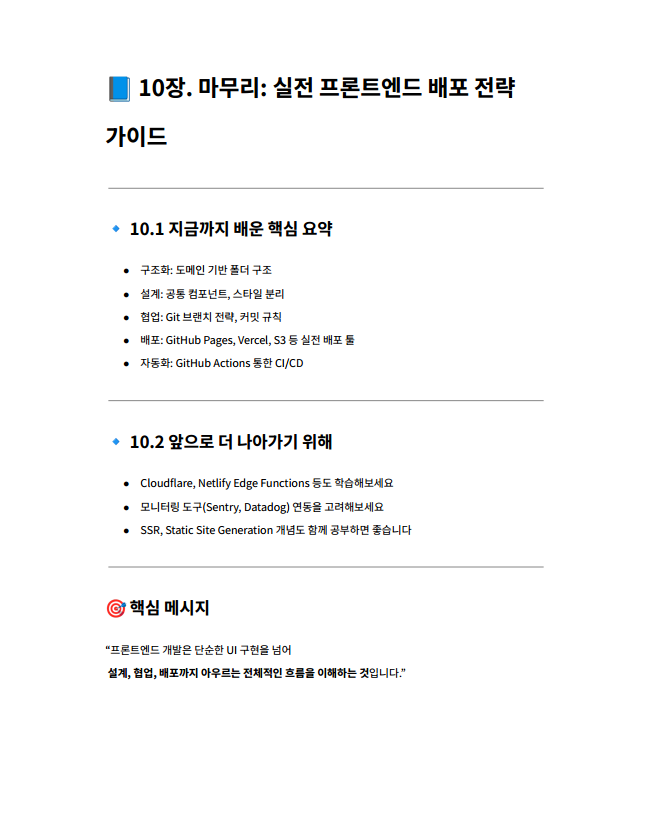 📘 10장. 마무리: 실전 프론트엔드 배포 전략
가이드
🔹 10.1 지금까지 배운 핵심 요약
● 구조화: 도메인 기반 폴더 구조
● 설계: 공통 컴포넌트, 스타일 분리
● 협업: Git 브랜치 전략, 커밋 규칙
● 배포: GitHub Pages, Vercel, S3 등 실전 배포 툴
● 자동화: GitHub Actions 통한 CI/CD
🔹 10.2 앞으로 더 나아가기 위해
● Cloudflare, Netlify Edge Functions 등도 학습해보세요
● 모니터링 도구(Sentry, Datadog) 연동을 고려해보세요
● SSR, Static Site Generation 개념도 함께 공부하면 좋습니다
🎯 핵심 메시지
“프론트엔드 개발은 단순한 UI 구현을 넘어
설계, 협업, 배포까지 아우르는 전체적인 흐름을 이해하는 것입니다.”